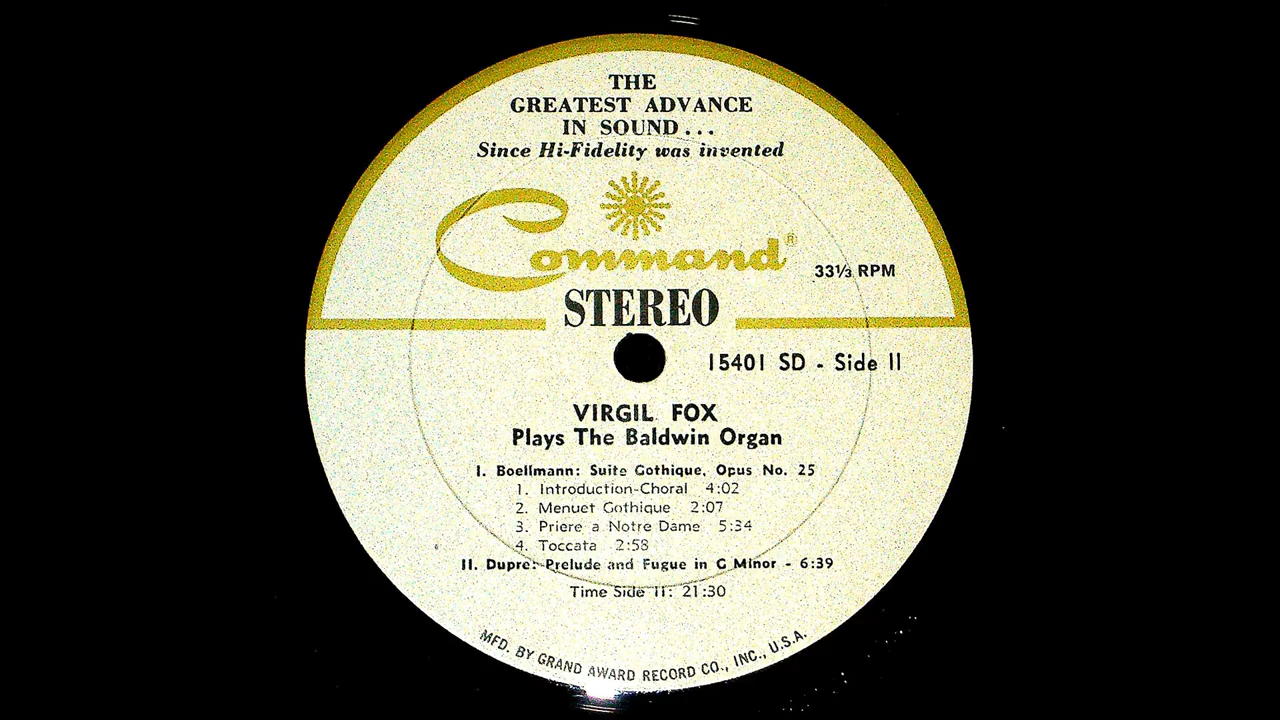 THE
GREATEST ADVANCE
IN SOUND...
Since Hi-Fidelity was invented
Command®
33⅓ RPM
STEREO
15401 SD - Side II
VIRGIL FOX
Plays The Baldwin Organ
I. Boellmann: Suite Gothique, Opus No. 25
1. Introduction-Choral 4:02
2. Menuet Gothique 2:07
3. Priere a Notre Dame 5:34
4. Toccata 2:58
II. Dupre: Prelude and Fugue in G Minor - 6:39
Time Side II: 21:30
MFD. BY GRAND AWARD RECORD CO., INC., U.S.A.